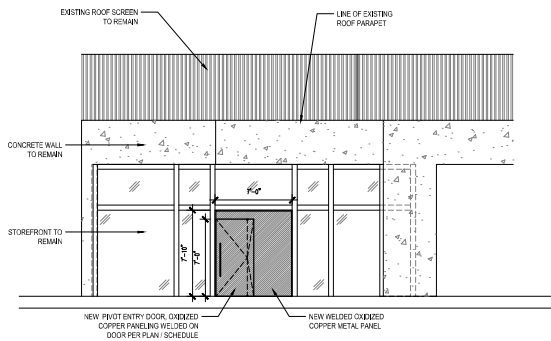 EXISTING ROOF SCREEN
TO REMAIN
LINE OF EXISTING
ROOF PARAPET
CONCRETE WALL
TO REMAIN
7'-0"
STOREFRONT TO
REMAIN
7'-10"
7'-0"
NEW PIVOT ENTRY DOOR, OXIDIZED
COPPER PANELING WELDED ON
DOOR PER PLAN / SCHEDULE
NEW WELDED OXIDIZED
COPPER METAL PANEL